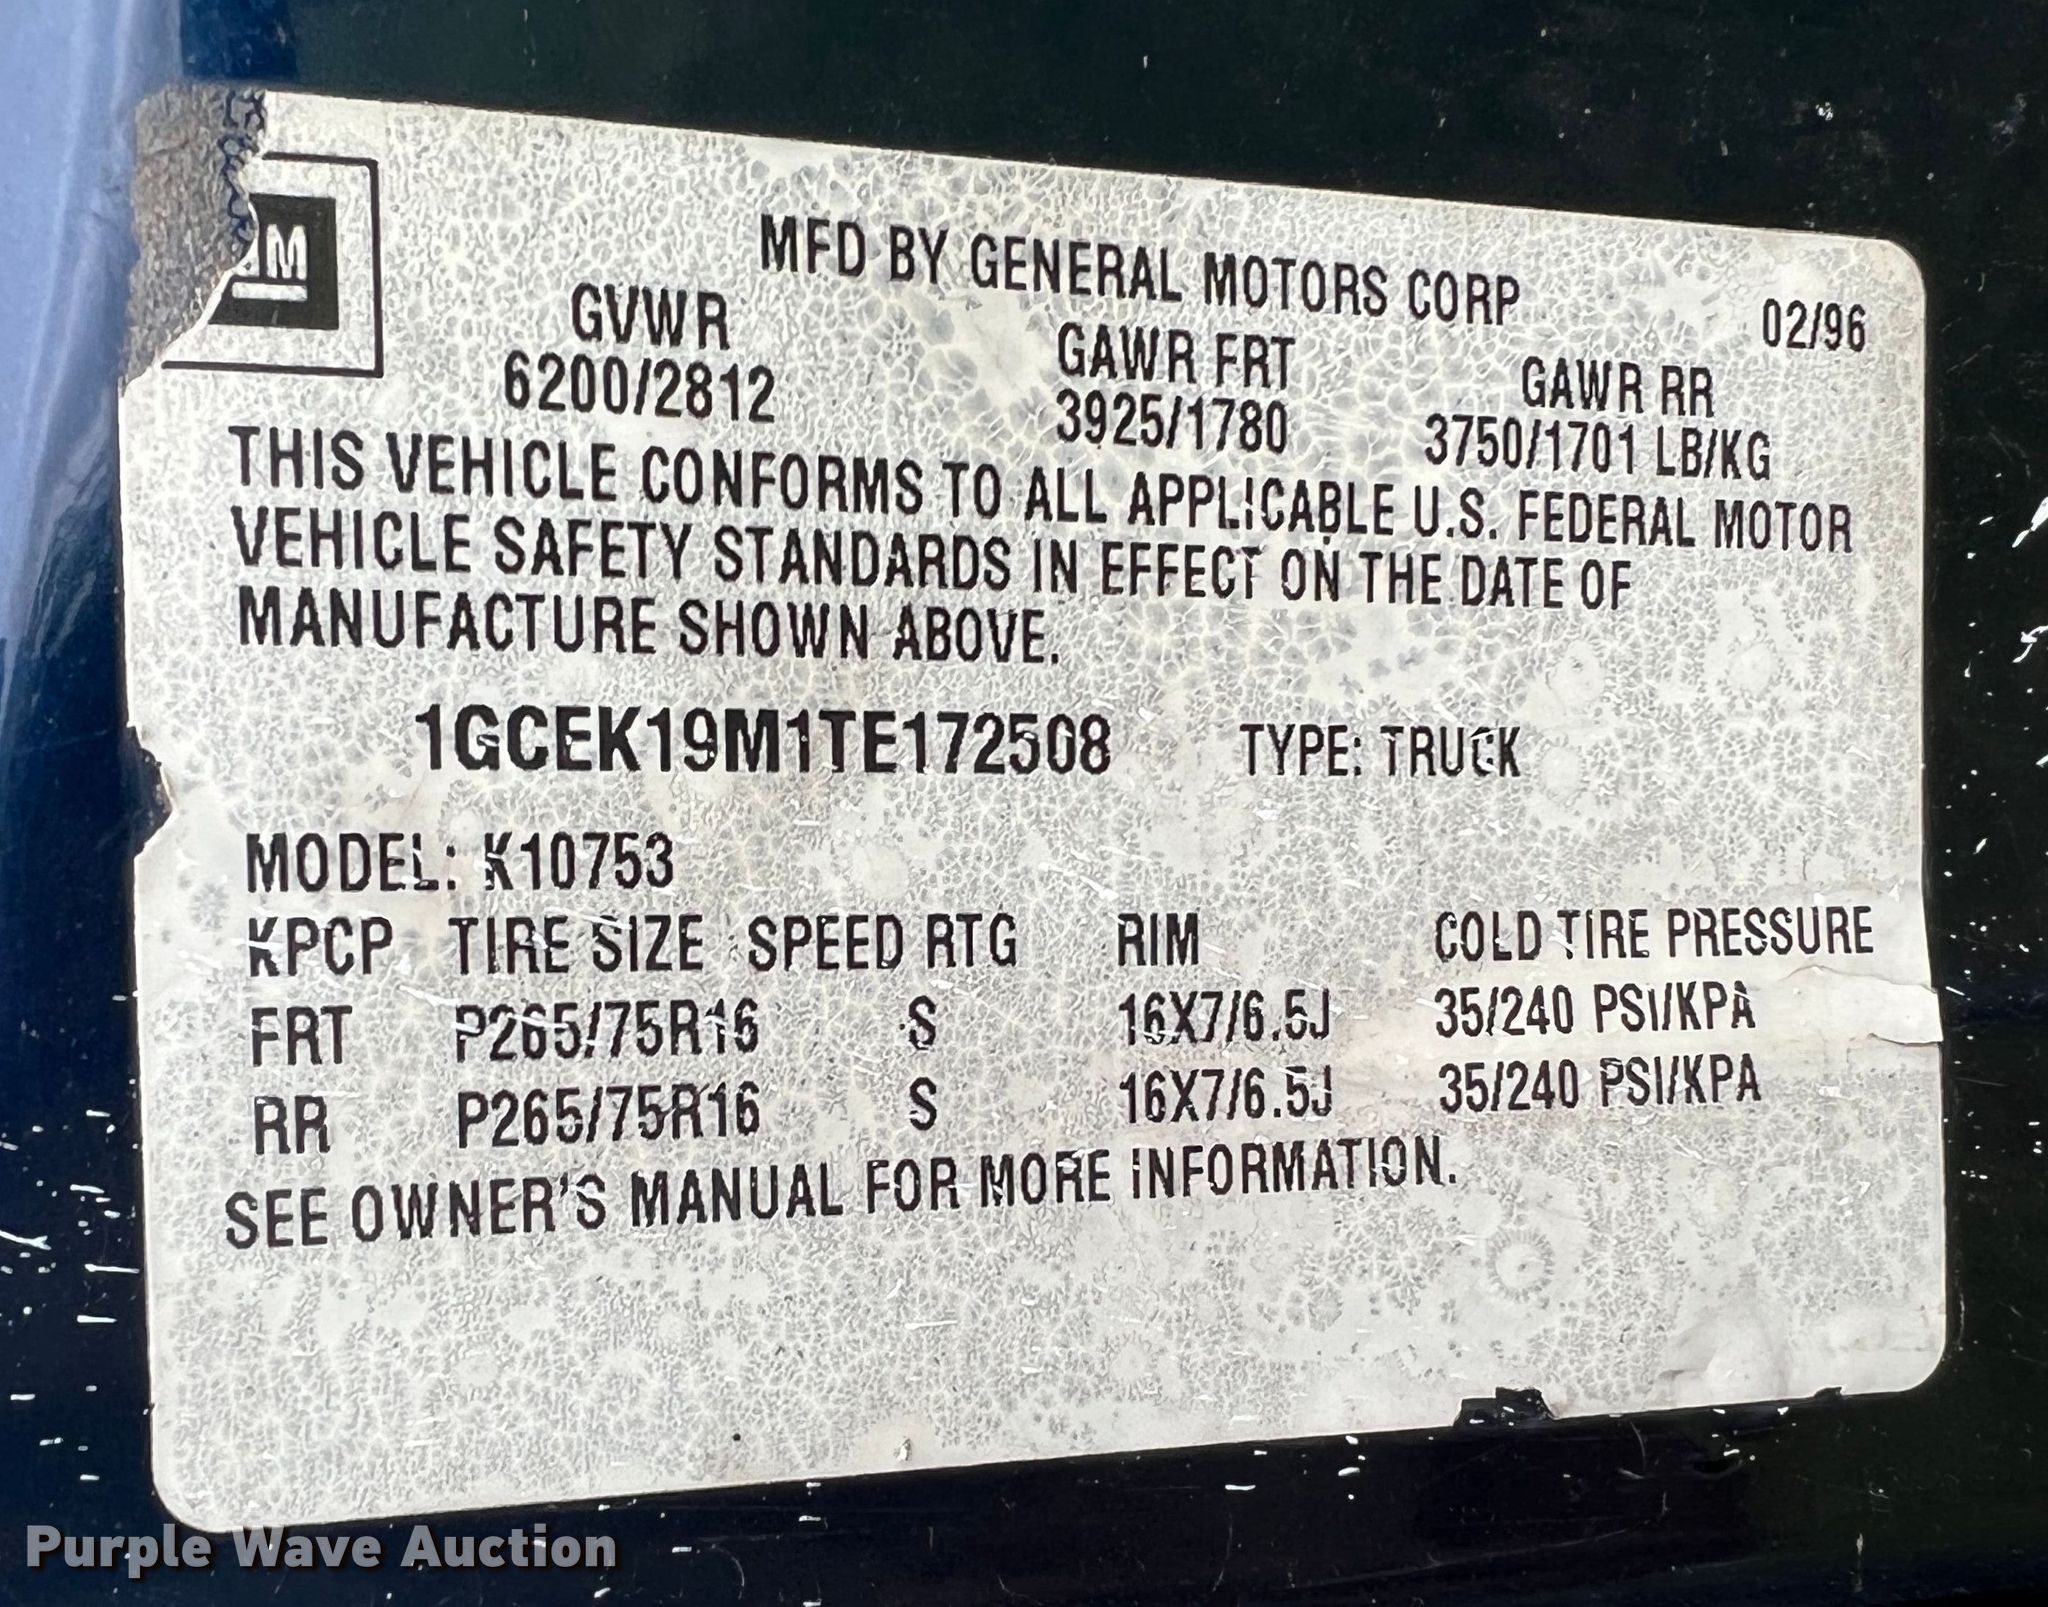 GM
MFD BY GENERAL MOTORS CORP
02/96
GVWR GAWR FRT GAWR RR
6200/2812 3925/1780 3750/1701 LB/KG
THIS VEHICLE CONFORMS TO ALL APPLICABLE U.S. FEDERAL MOTOR
VEHICLE SAFETY STANDARDS IN EFFECT ON THE DATE OF
MANUFACTURE SHOWN ABOVE.
1GCEK19M1TE172508 TYPE: TRUCK
MODEL: K10753
KPCP TIRE SIZE SPEED RTG RIM COLD TIRE PRESSURE
FRT P265/75R16 S 16X7/6.5J 35/240 PSI/KPA
RR P265/75R16 S 16X7/6.5J 35/240 PSI/KPA
SEE OWNER'S MANUAL FOR MORE INFORMATION.
Purple Wave Auction